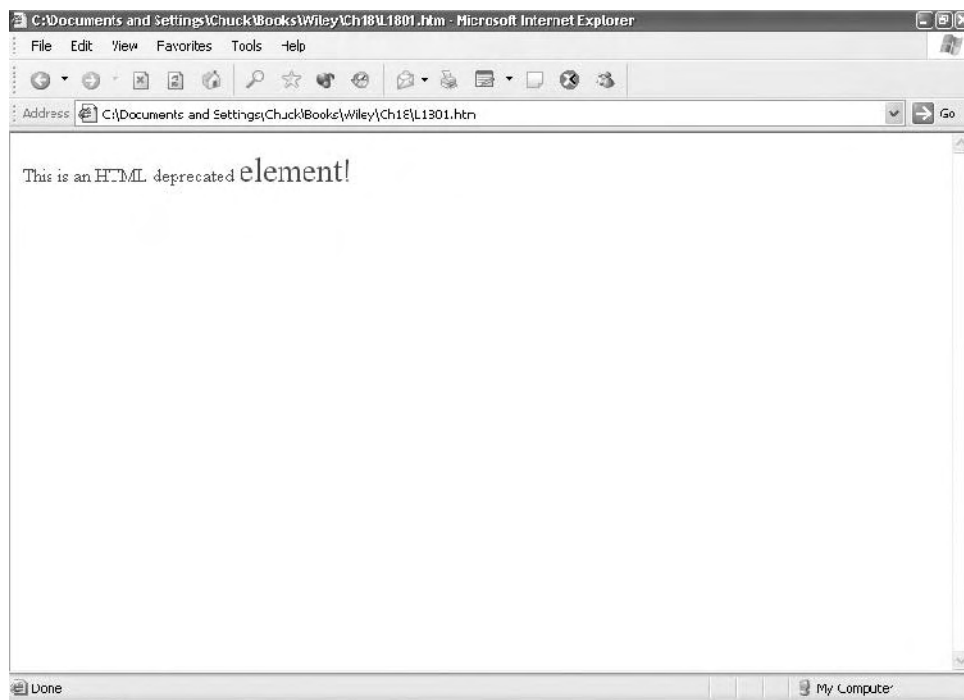 C:\Documents and Settings\Chuck\Books\Wiley\Ch18\L1801.htm - Microsoft Internet Explorer
File Edit View Favorites Tools Help
Address C:\Documents and Settings\Chuck\Books\Wiley\Ch18\L1801.htm Go
This is an HTML deprecated element!
Done My Computer